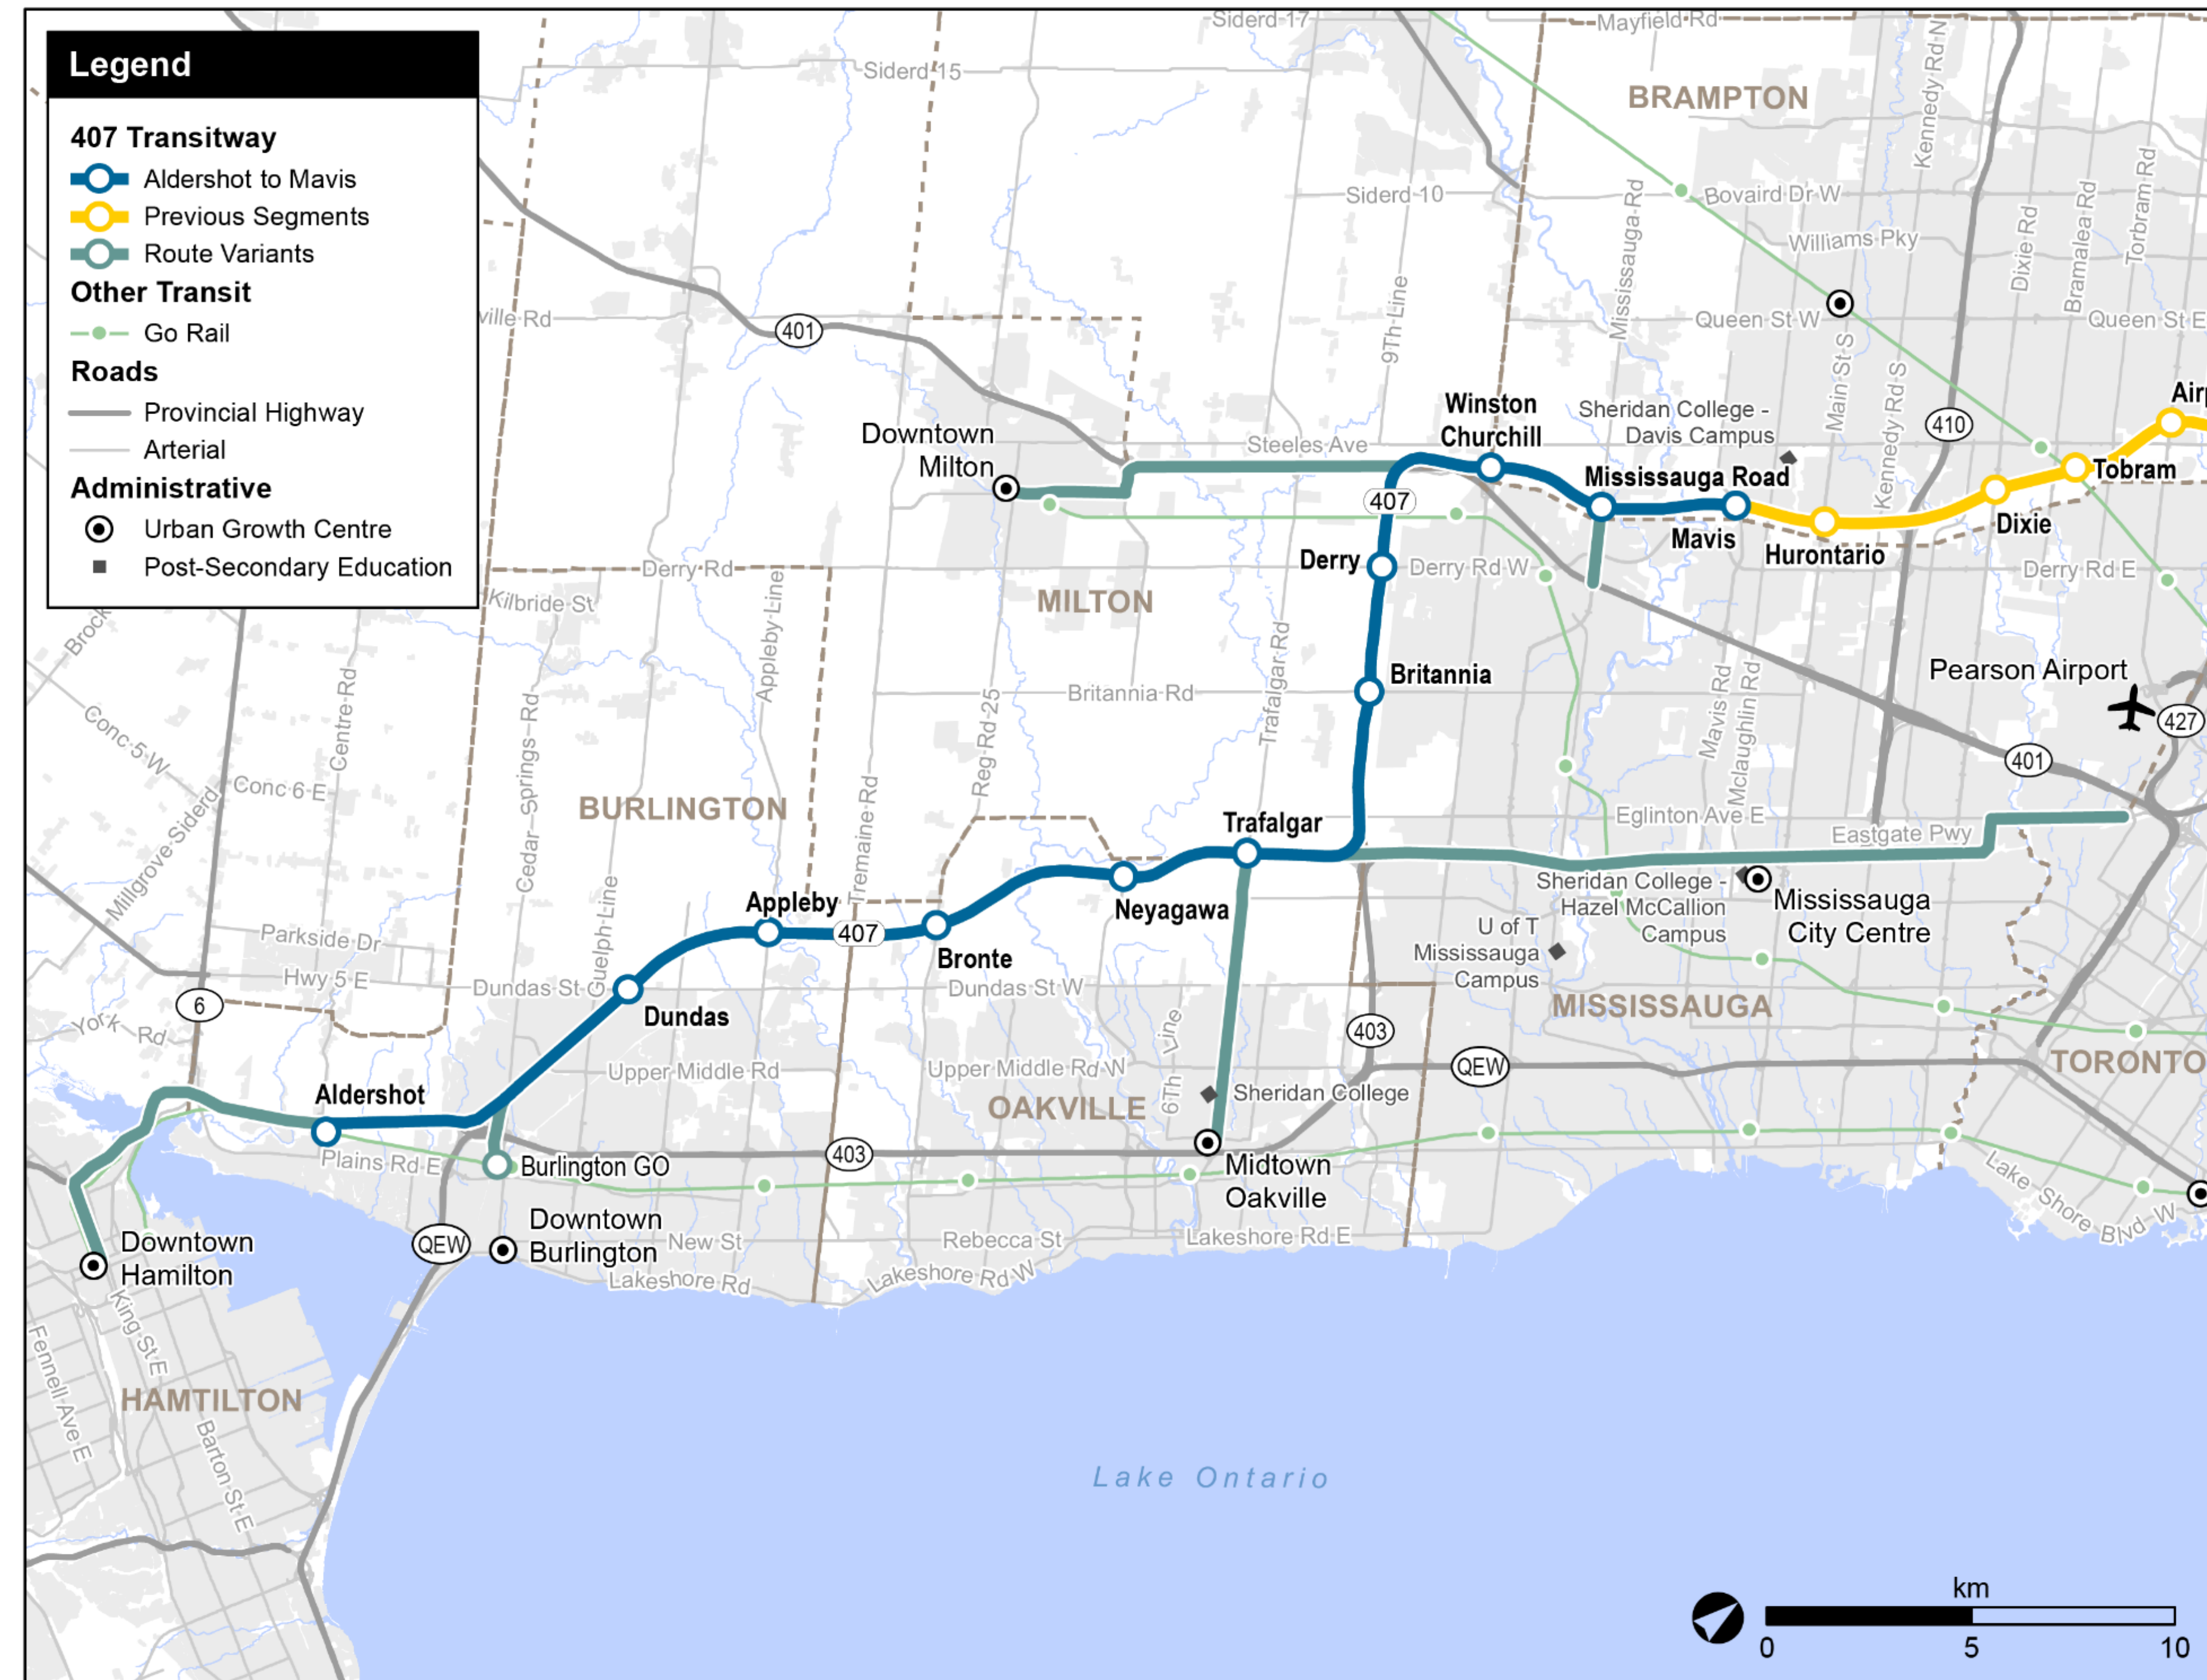 Legend
407 Transitway
Aldershot to Mavis
Previous Segments
Route Variants
Other Transit
Go Rail
Roads
Provincial Highway
Arterial
Administrative
Urban Growth Centre
Post-Secondary Education
Siderd 17
Mayfield Rd
Siderd 15
BRAMPTON
Kennedy Rd N
Siderd 10
Mississauga Rd
Bovaird Dr W
Williams Pky
Dixie Rd
Bramalea Rd
Torbram Rd
ville Rd
401
9Th Line
Queen St W
Queen St E
Main St S
Kennedy Rd S
410
Winston
Churchill
Sheridan College -
Davis Campus
Downtown
Milton
Steeles Ave
Mississauga Road
Tobram
407
Mavis
Hurontario
Dixie
Derry
Derry Rd W
Derry Rd E
Derry Rd
Kilbride St
Appleby Line
MILTON
Brock
Centre Rd
Conc 5 W
Conc 6 E
Millgrove Siderd
Cedar Springs Rd
Britannia Rd
Reg Rd 25
Trafalgar Rd
Britannia
Mavis Rd
Mclaughlin Rd
Pearson Airport
427
401
BURLINGTON
Tremaine Rd
Trafalgar
Eglinton Ave E
Eastgate Pwy
Guelph Line
Appleby
407
Bronte
Neyagawa
Sheridan College -
Hazel McCallion
Campus
Mississauga
City Centre
U of T
Mississauga
Campus
Parkside Dr
Hwy 5 E
Dundas St
Dundas
Dundas St W
MISSISSAUGA
6
York Rd
403
QEW
TORONTO
Upper Middle Rd
Upper Middle Rd W
6Th Line
Sheridan College
OAKVILLE
Aldershot
Plains Rd E
Burlington GO
403
Midtown
Oakville
Lake Shore Blvd W
Downtown
Hamilton
QEW
Downtown
Burlington
New St
Rebecca St
Lakeshore Rd E
Lakeshore Rd
Lakeshore Rd W
King St E
Fennell Ave E
HAMTILTON
Barton St E
Lake Ontario
km
0 5 10